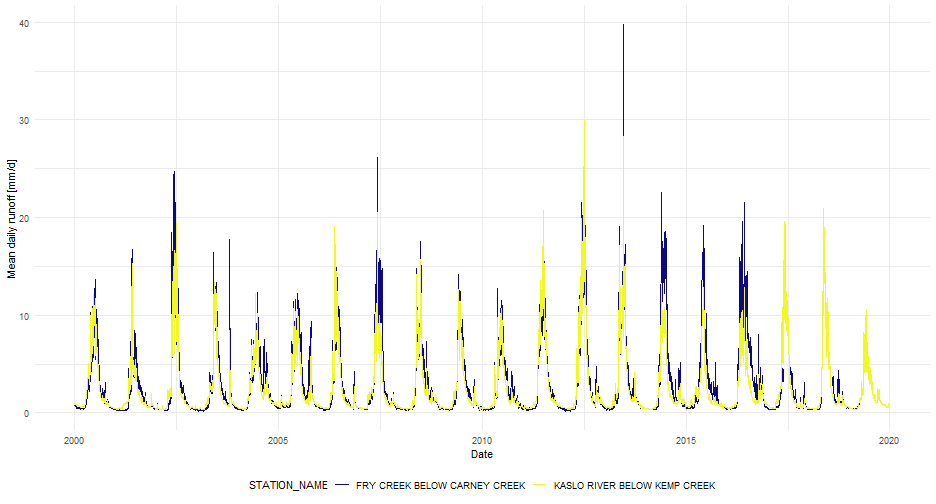 40
30
20
10
0
Mean daily runoff [mm/d]
2000 2005 2010 2015 2020
Date
STATION_NAME FRY CREEK BELOW CARNEY CREEK KASLO RIVER BELOW KEMP CREEK